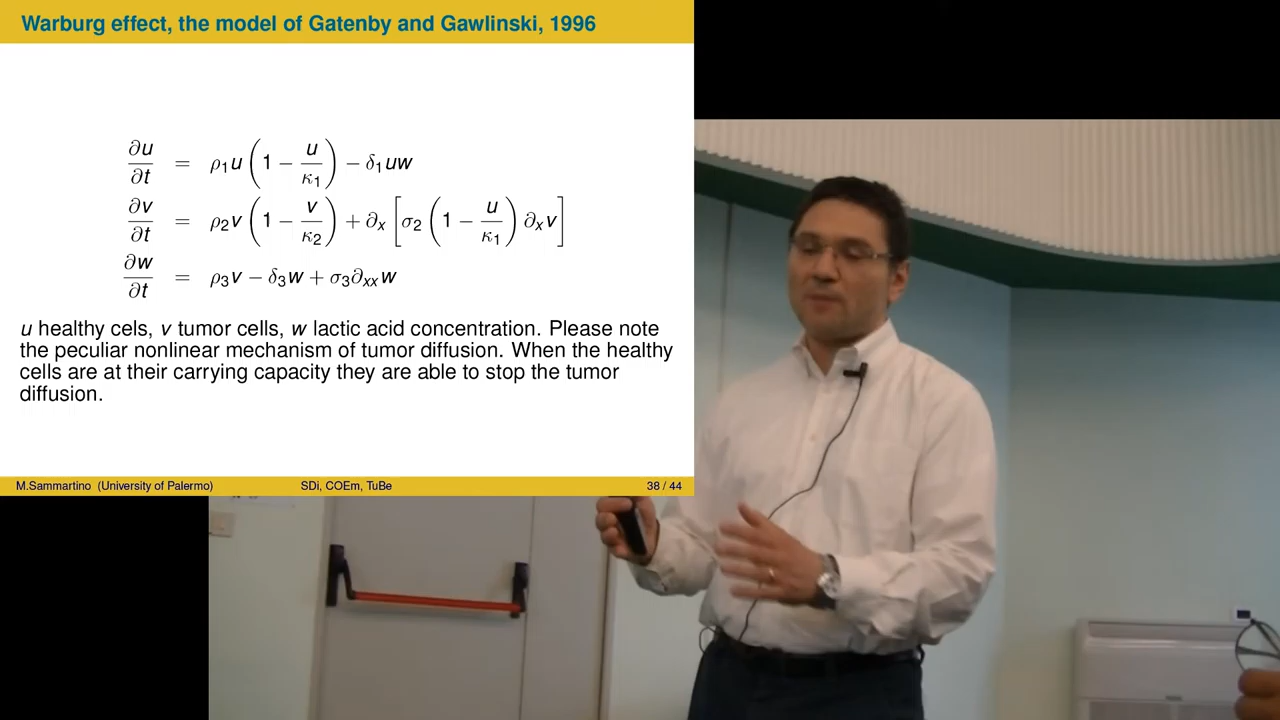 Warburg effect, the model of Gatenby and Gawlinski, 1996
∂u/∂t = ρ₁u (1 − u/κ₁) − δ₁uw
∂v/∂t = ρ₂v (1 − v/κ₂) + ∂ₓ [σ₂ (1 − u/κ₁) ∂ₓv]
∂w/∂t = ρ₃v − δ₃w + σ₃∂ₓₓw
u healthy cels, v tumor cells, w lactic acid concentration. Please note
the peculiar nonlinear mechanism of tumor diffusion. When the healthy
cells are at their carrying capacity they are able to stop the tumor
diffusion.
M.Sammartino (University of Palermo) SDi, COEm, TuBe 38 / 44